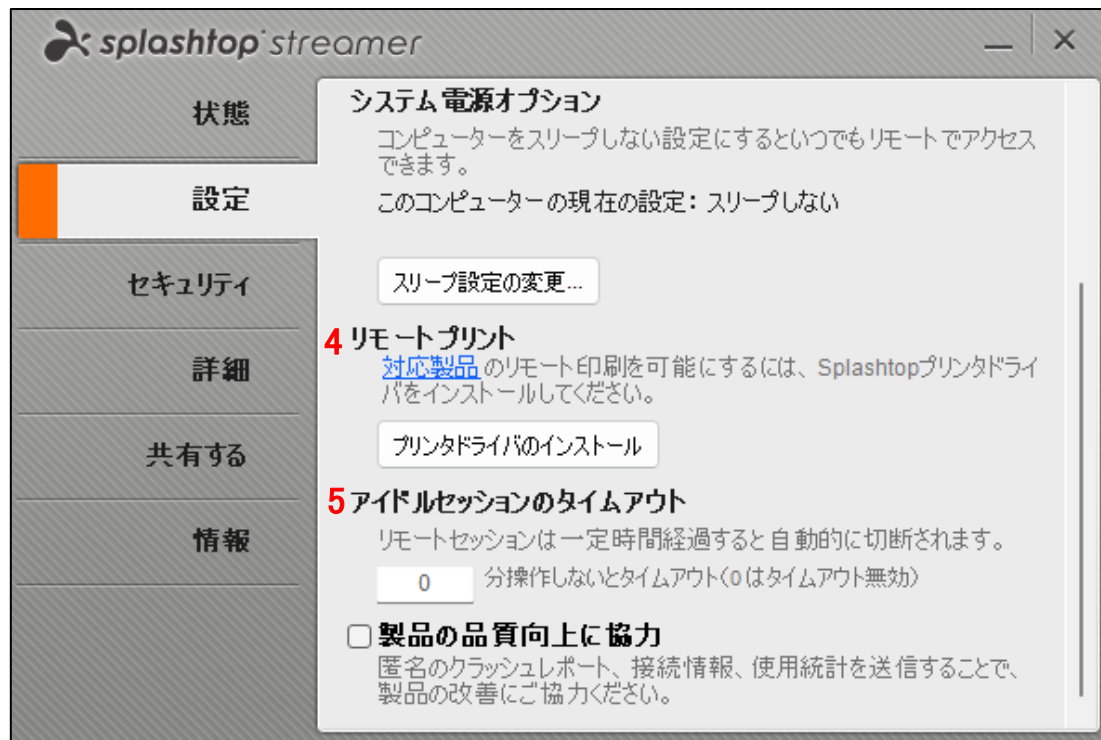 splashtop streamer
状態
設定
セキュリティ
詳細
共有する
情報
システム電源オプション
コンピューターをスリープしない設定にするといつでもリモートでアクセス
できます。
このコンピューターの現在の設定: スリープしない
スリープ設定の変更...
4 リモートプリント
対応製品 のリモート印刷を可能にするには、Splashtopプリンタドライ
バをインストールしてください。
プリンタドライバのインストール
5 アイドルセッションのタイムアウト
リモートセッションは一定時間経過すると自動的に切断されます。
0 分操作しないとタイムアウト(0はタイムアウト無効)
製品の品質向上に協力
匿名のクラッシュレポート、接続情報、使用統計を送信することで、
製品の改善にご協力ください。